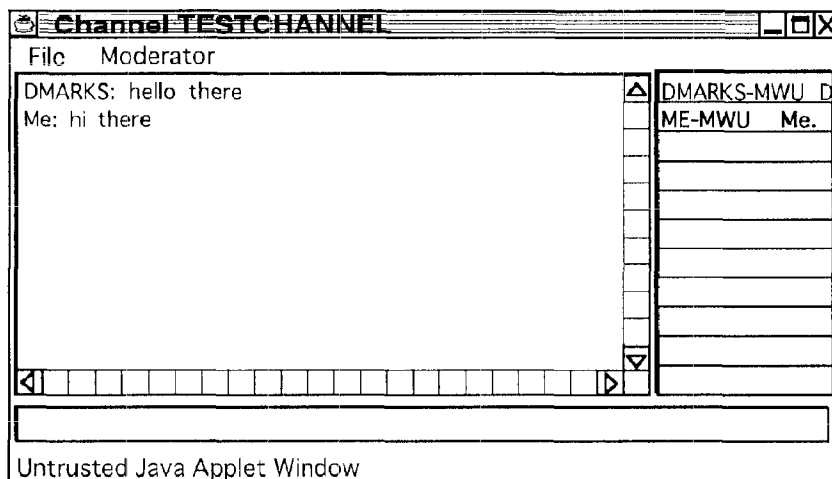 Channel TESTCHANNEL
File Moderator
DMARKS: hello there
Me: hi there
DMARKS-MWU D
ME-MWU Me.
Untrusted Java Applet Window